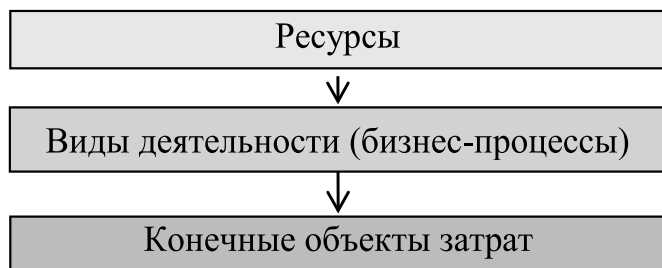 Ресурсы
Виды деятельности (бизнес-процессы)
Конечные объекты затрат